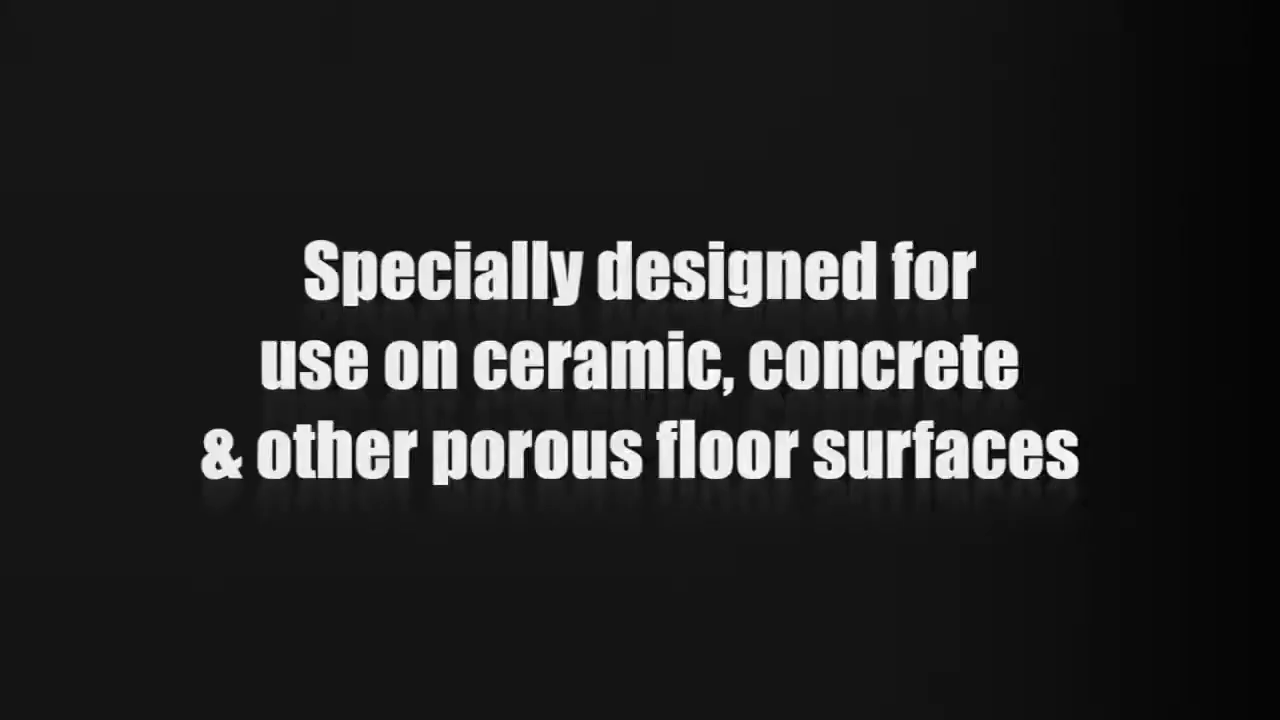 Specially designed for
use on ceramic, concrete
& other porous floor surfaces